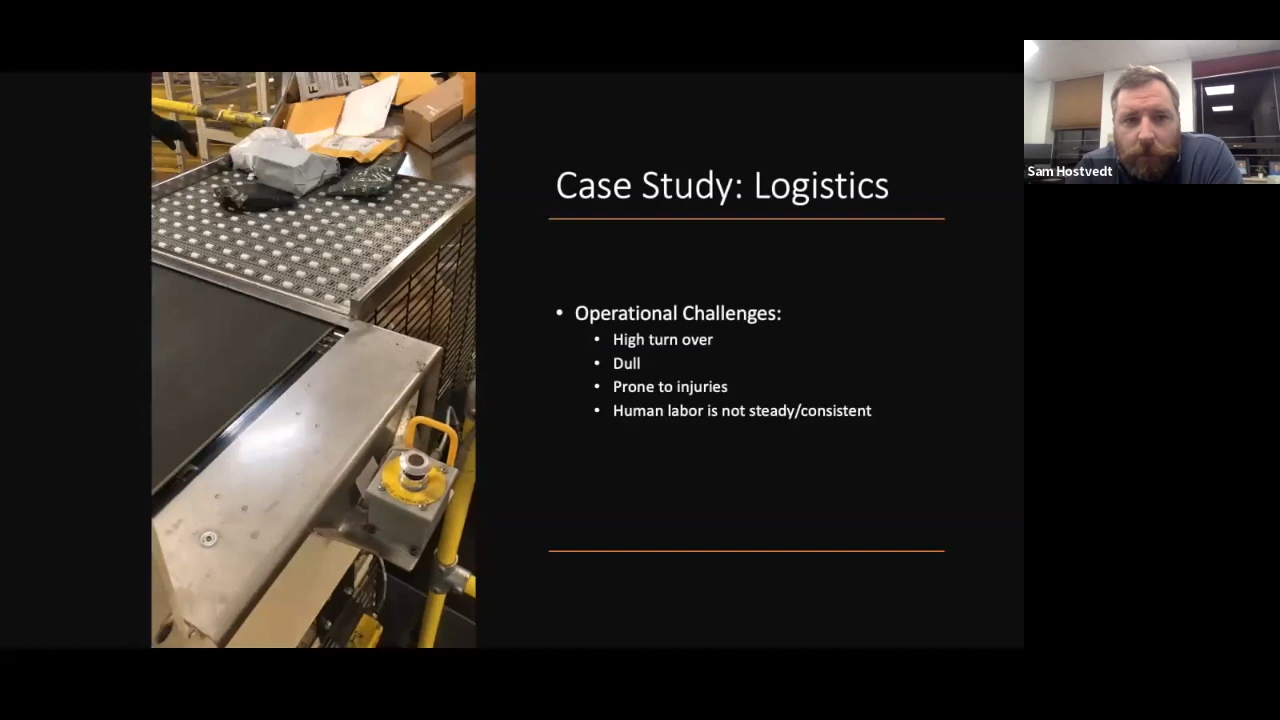 Case Study: Logistics
• Operational Challenges:
• High turn over
• Dull
• Prone to injuries
• Human labor is not steady/consistent
Sam Hostvedt